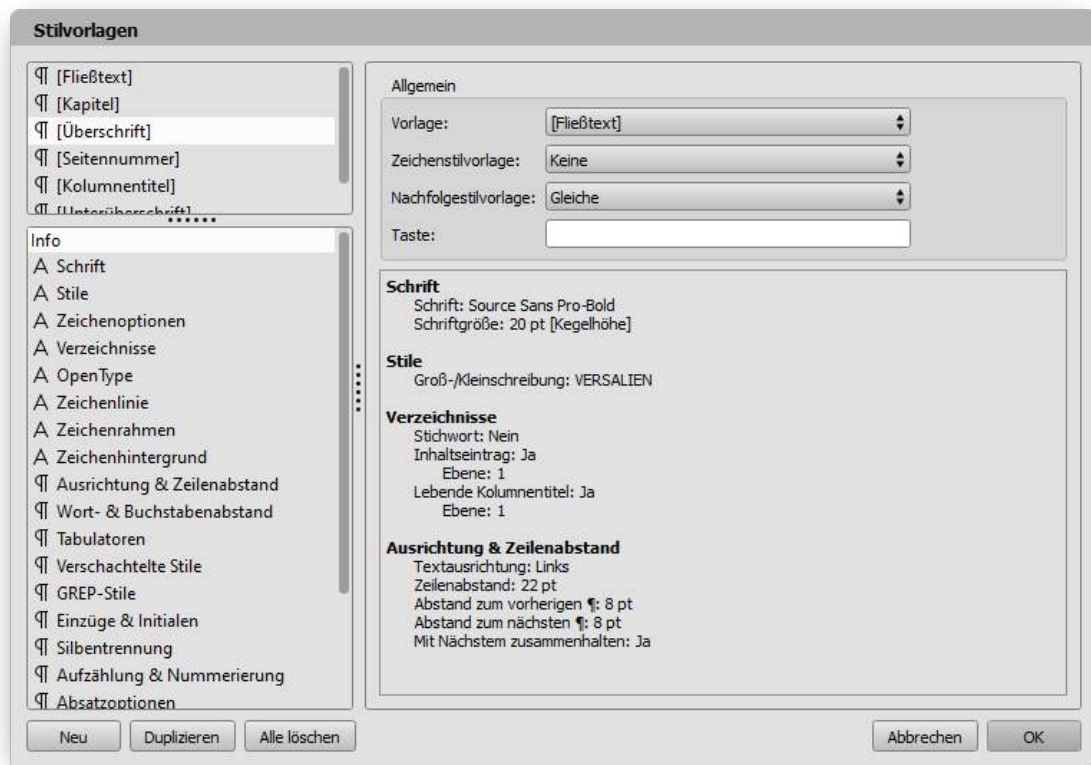 Stilvorlagen
¶ [Fließtext]
¶ [Kapitel]
¶ [Überschrift]
¶ [Seitennummer]
¶ [Kolumnentitel]
¶ [Unterüberschrift]
Info
A Schrift
A Stile
A Zeichenoptionen
A Verzeichnisse
A OpenType
A Zeichenlinie
A Zeichenrahmen
A Zeichenhintergrund
¶ Ausrichtung & Zeilenabstand
¶ Wort- & Buchstabenabstand
¶ Tabulatoren
¶ Verschachtelte Stile
¶ GREP-Stile
¶ Einzüge & Initialen
¶ Silbentrennung
¶ Aufzählung & Nummerierung
¶ Absatzoptionen
Allgemein
Vorlage: [Fließtext]
Zeichenstilvorlage: Keine
Nachfolgestilvorlage: Gleiche
Taste:
Schrift
Schrift: Source Sans Pro-Bold
Schriftgröße: 20 pt [Kegelhöhe]
Stile
Groß-/Kleinschreibung: VERSALIEN
Verzeichnisse
Stichwort: Nein
Inhaltseintrag: Ja
Ebene: 1
Lebende Kolumnentitel: Ja
Ebene: 1
Ausrichtung & Zeilenabstand
Textausrichtung: Links
Zeilenabstand: 22 pt
Abstand zum vorherigen ¶: 8 pt
Abstand zum nächsten ¶: 8 pt
Mit Nächstem zusammenhalten: Ja
Neu
Duplizieren
Alle löschen
Abbrechen
OK